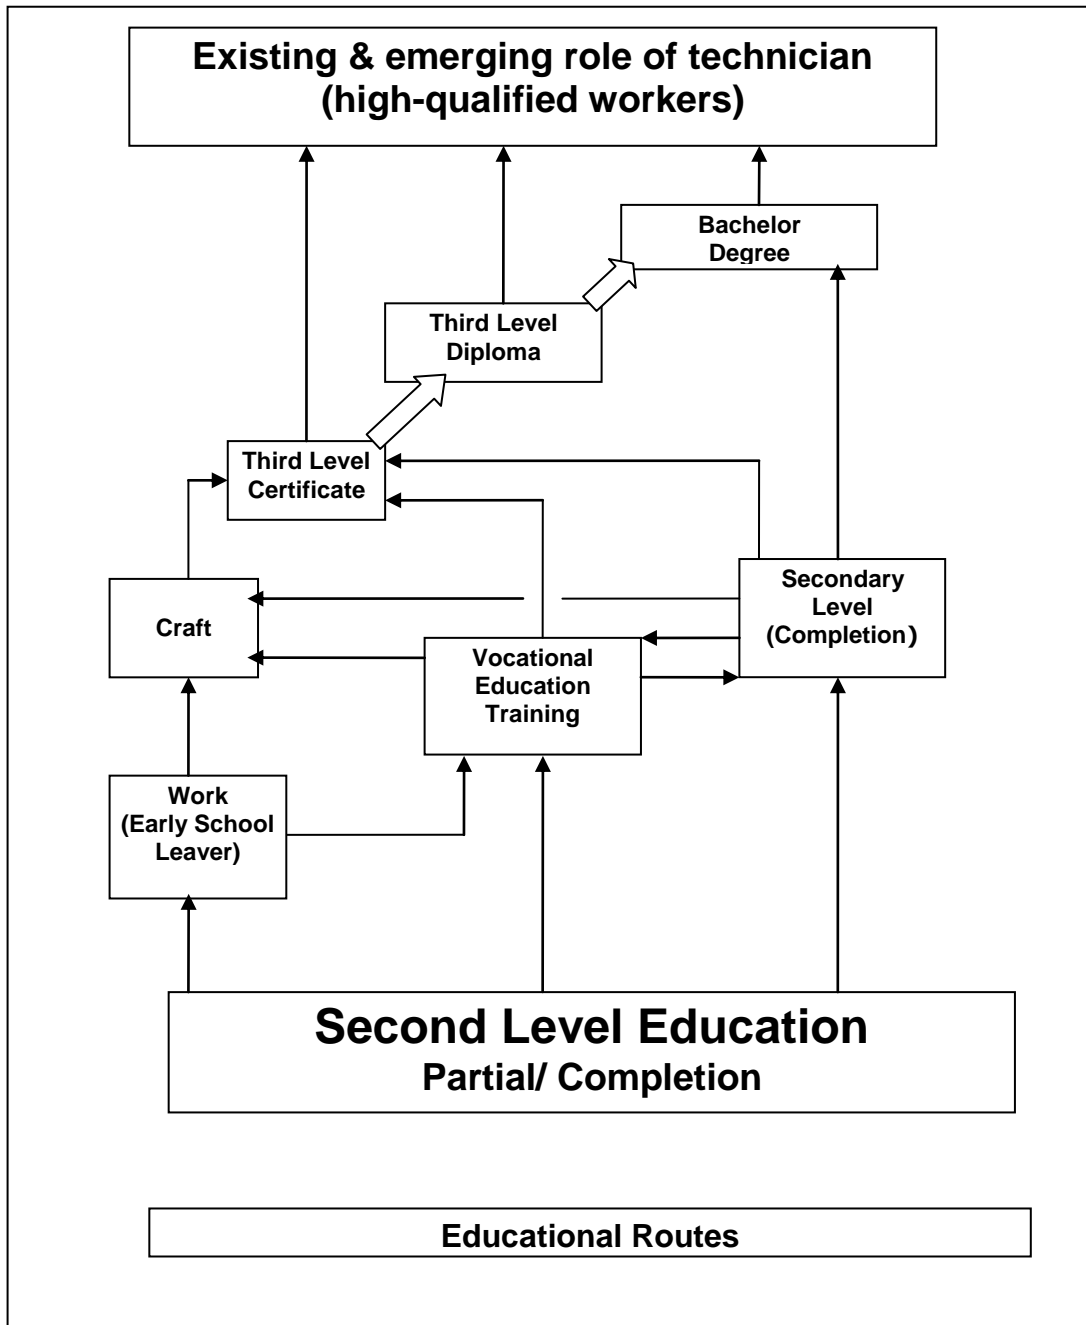 Existing & emerging role of technician
(high-qualified workers)
Bachelor
Degree
Third Level
Diploma
Third Level
Certificate
Secondary
Level
(Completion)
Craft
Vocational
Education
Training
Work
(Early School
Leaver)
Second Level Education
Partial/ Completion
Educational Routes